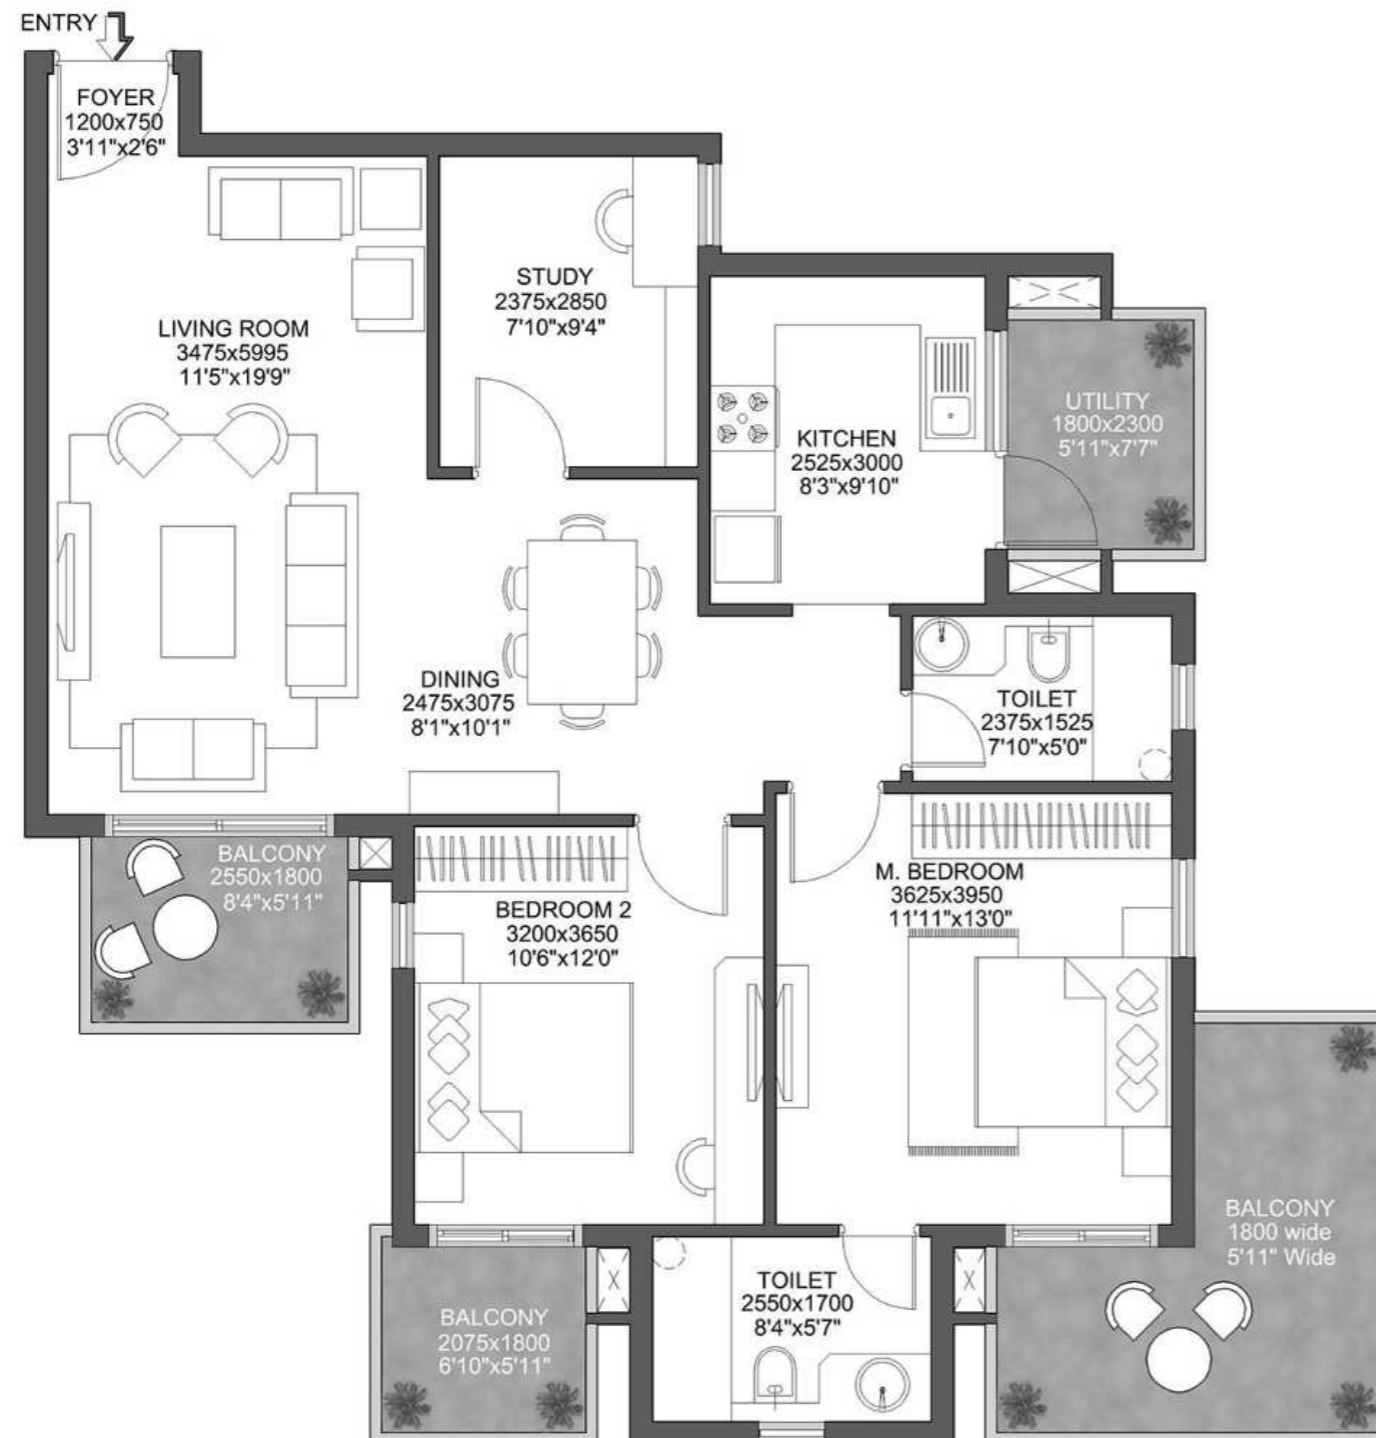 ENTRY
FOYER
1200x750
3'11"x2'6"
STUDY
2375x2850
7'10"x9'4"
LIVING ROOM
3475x5995
11'5"x19'9"
UTILITY
1800x2300
5'11"x7'7"
KITCHEN
2525x3000
8'3"x9'10"
DINING
2475x3075
8'1"x10'1"
TOILET
2375x1525
7'10"x5'0"
BALCONY
2550x1800
8'4"x5'11"
BEDROOM 2
3200x3650
10'6"x12'0"
M. BEDROOM
3625x3950
11'11"x13'0"
BALCONY
1800 wide
5'11" Wide
TOILET
2550x1700
8'4"x5'7"
BALCONY
2075x1800
6'10"x5'11"